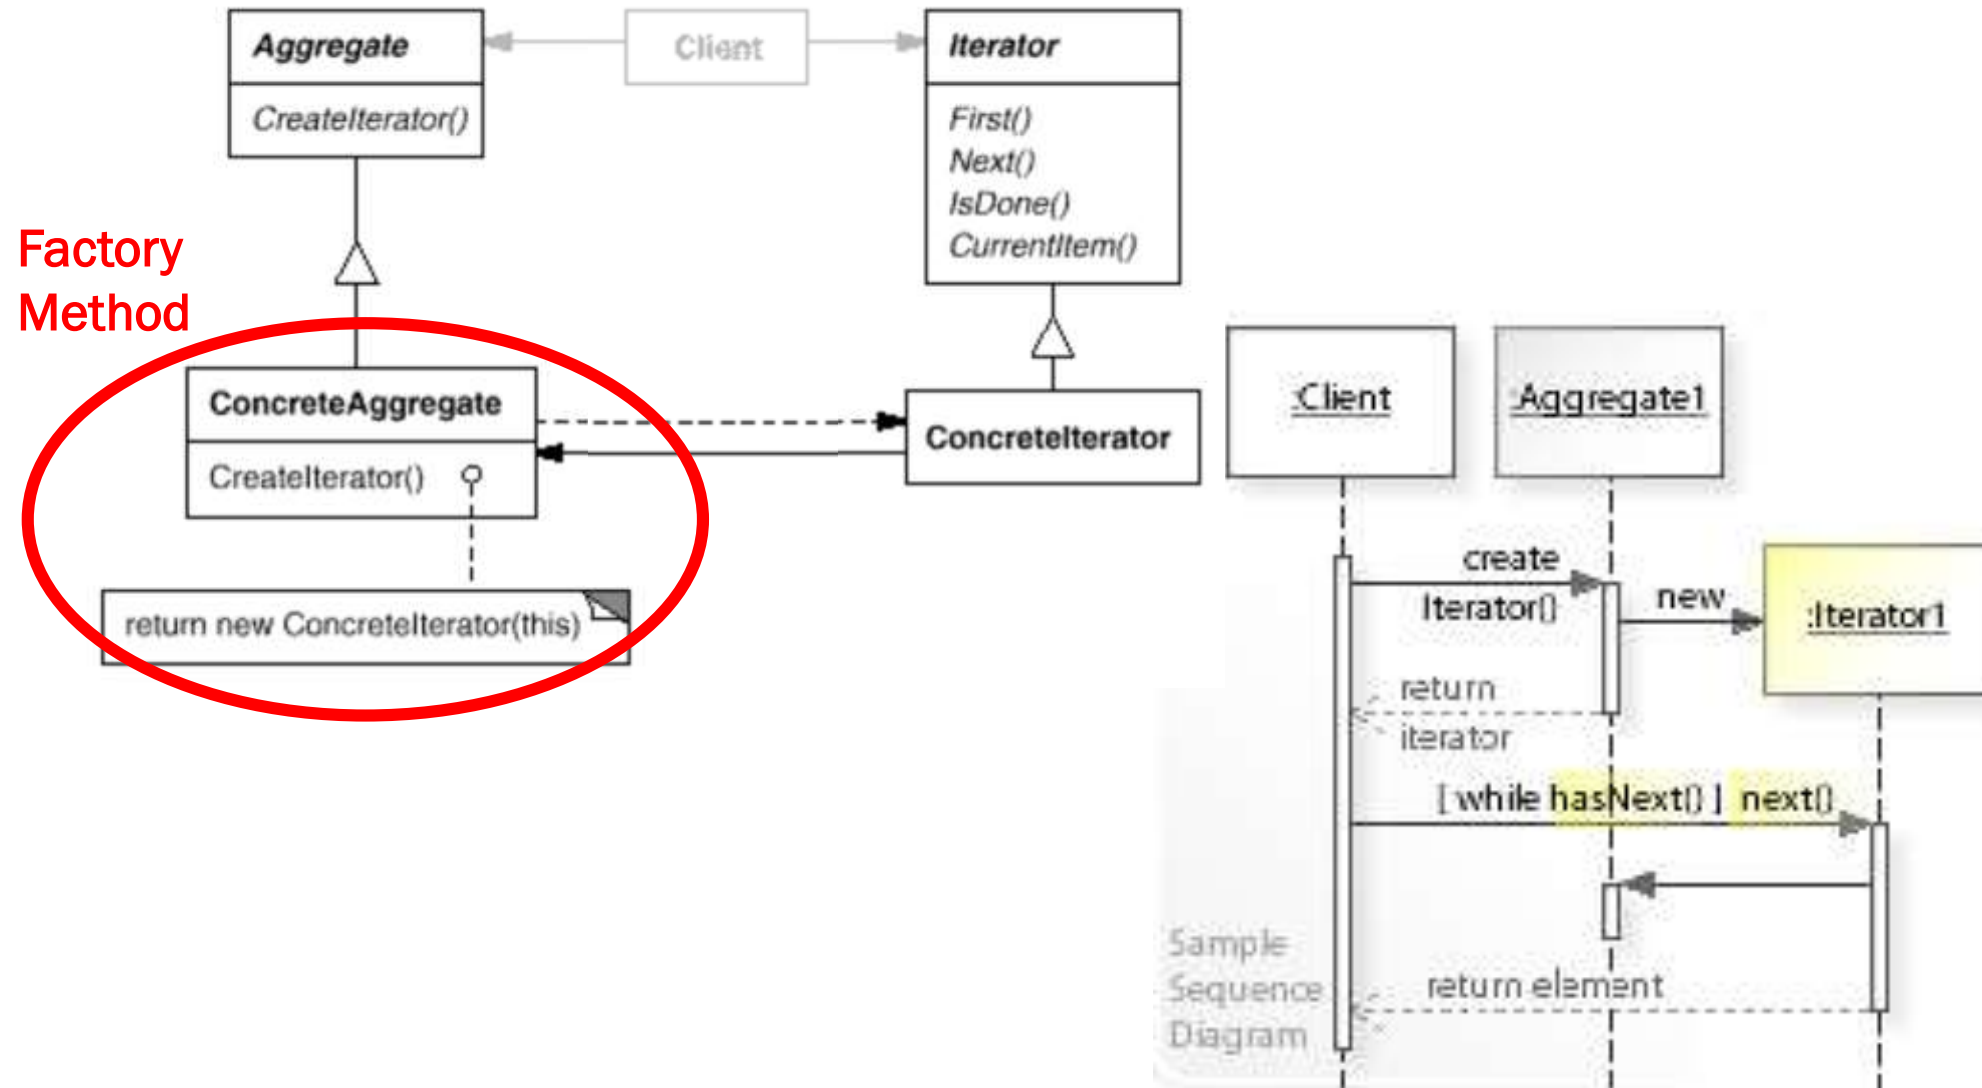 Aggregate
CreateIterator()
Client
Iterator
First()
Next()
IsDone()
CurrentItem()
Factory
Method
ConcreteAggregate
CreateIterator()
return new ConcreteIterator(this)
ConcreteIterator
:Client
:Aggregate1
create
Iterator()
new
:Iterator1
return
iterator
[ while hasNext() ] next()
return element
Sample
Sequence
Diagram